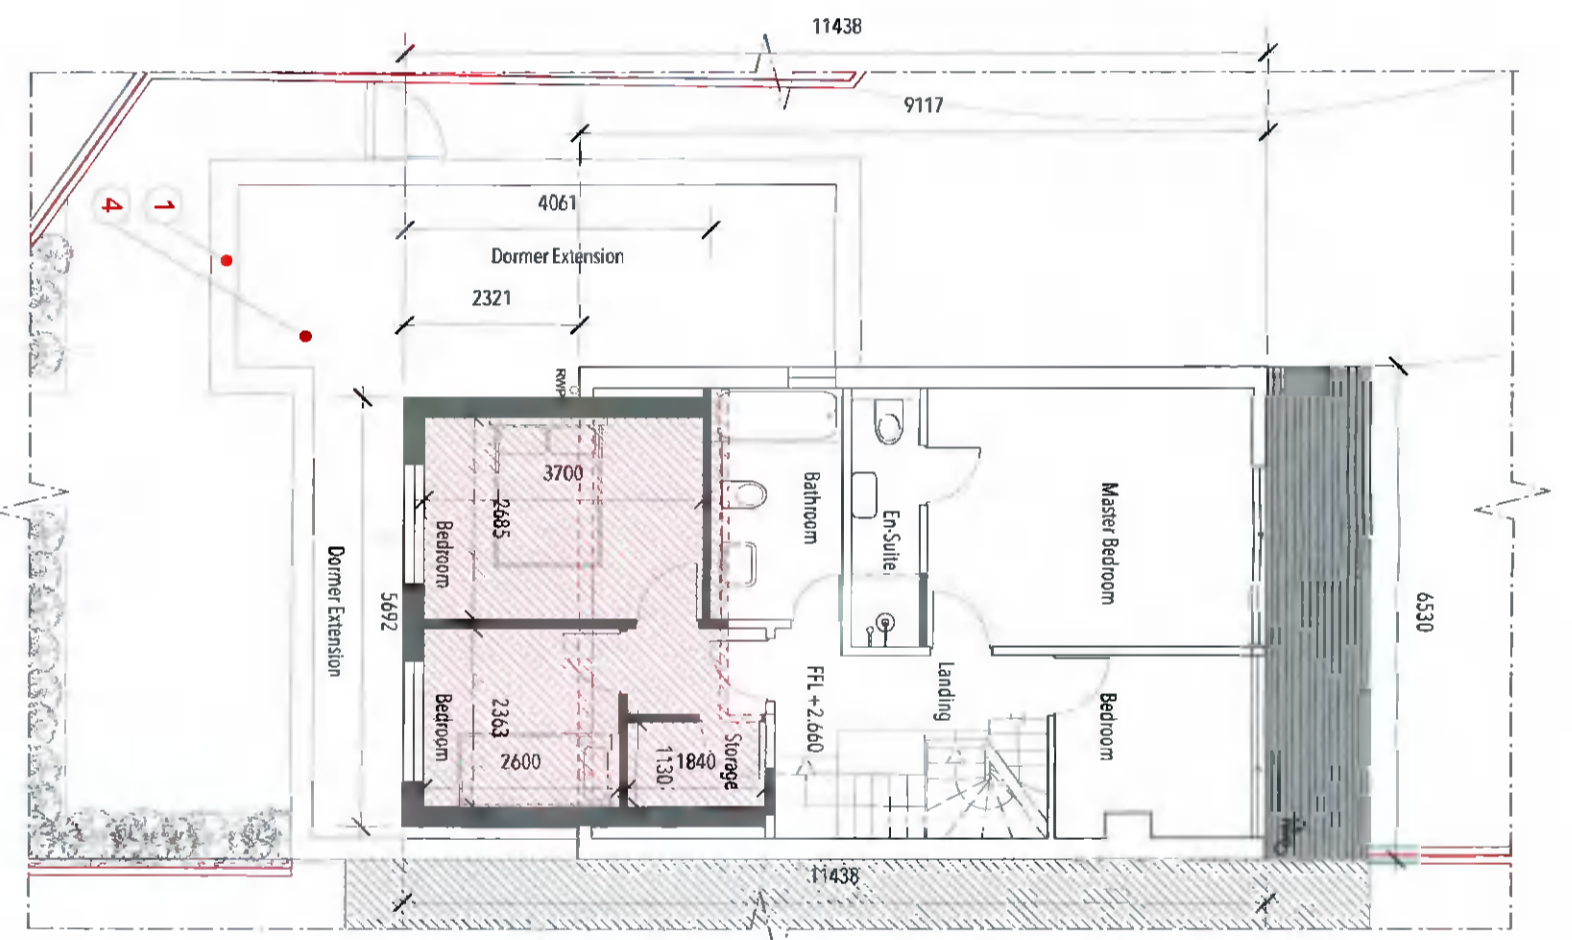 11438
9117
4
1
4061
Dormer Extension
2321
RWP
3700
2685
Bedroom
Bathroom
En-Suite
Master Bedroom
Dormer Extension
5692
6530
2363
Bedroom
2600
1130
1840
Storage
FFL +2.660
Landing
Bedroom
11438